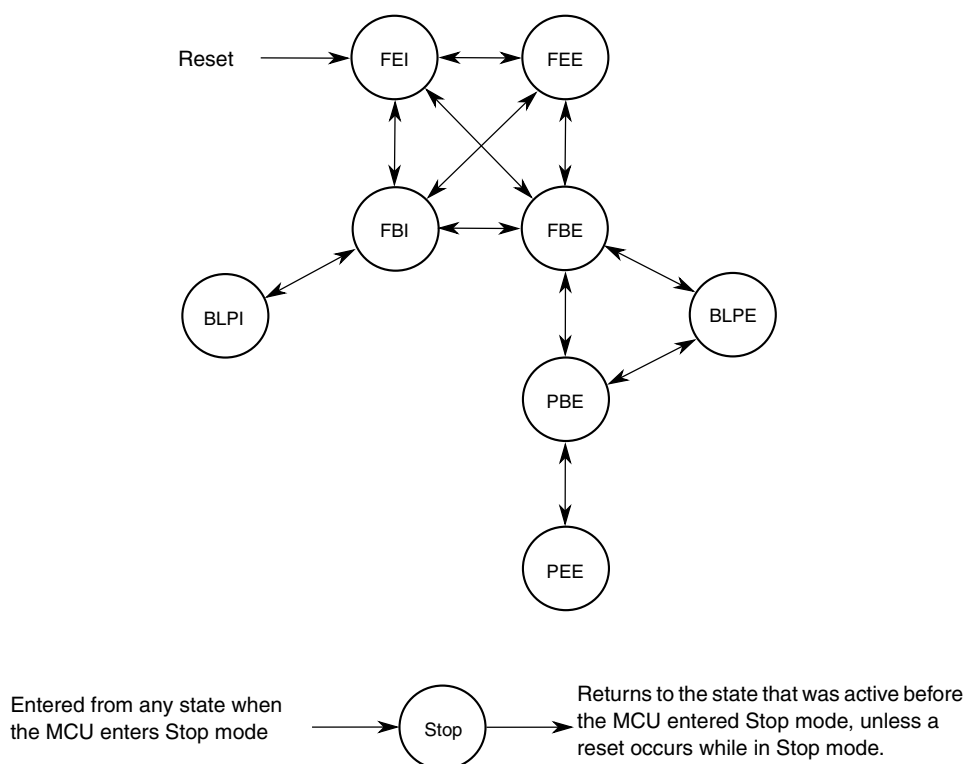 Reset
FEI
FEE
FBI
FBE
BLPI
BLPE
PBE
PEE
Entered from any state when
the MCU enters Stop mode
Stop
Returns to the state that was active before
the MCU entered Stop mode, unless a
reset occurs while in Stop mode.